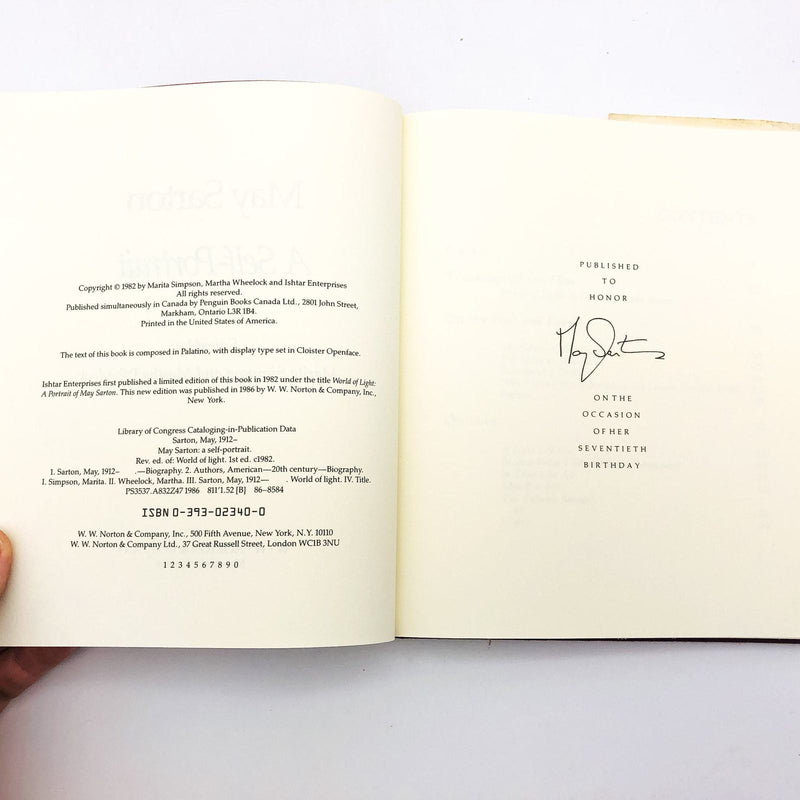 Copyright © 1982 by Marita Simpson, Martha Wheelock and Ishtar Enterprises
All rights reserved.
Published simultaneously in Canada by Penguin Books Canada Ltd., 2801 John Street,
Markham, Ontario L3R 1B4.
Printed in the United States of America.
The text of this book is composed in Palatino, with display type set in Cloister Openface.
Ishtar Enterprises first published a limited edition of this book in 1982 under the title World of Light:
A Portrait of May Sarton. This new edition was published in 1986 by W. W. Norton & Company, Inc.,
New York.
Library of Congress Cataloging-in-Publication Data
Sarton, May, 1912–
May Sarton: a self-portrait.
Rev. ed. of: World of light. 1st ed. c1982.
1. Sarton, May, 1912– .—Biography. 2. Authors, American—20th century—Biography.
I. Simpson, Marita. II. Wheelock, Martha. III. Sarton, May, 1912— . World of light. IV. Title.
PS3537.A832Z47 1986 811'1.52 [B] 86–8584
ISBN 0-393-02340-0
W. W. Norton & Company, Inc., 500 Fifth Avenue, New York, N.Y. 10110
W. W. Norton & Company Ltd., 37 Great Russell Street, London WC1B 3NU
1 2 3 4 5 6 7 8 9 0
PUBLISHED
TO
HONOR
May Sarton
ON THE
OCCASION
OF HER
SEVENTIETH
BIRTHDAY